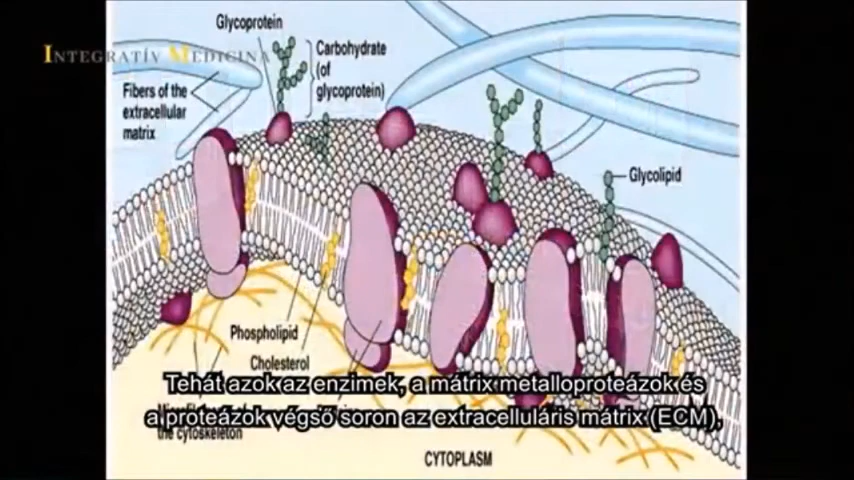 Glycoprotein
INTEGRATÍV MEDICINA
Carbohydrate
(of
glycoprotein)
Fibers of the
extracellular
matrix
Glycolipid
Phospholipid
Cholesterol
Tehát azok az enzimek, a mátrix metalloproteázok és
a proteázok végső soron az extracelluláris mátrix (ECM),
the cytoskeleton
CYTOPLASM